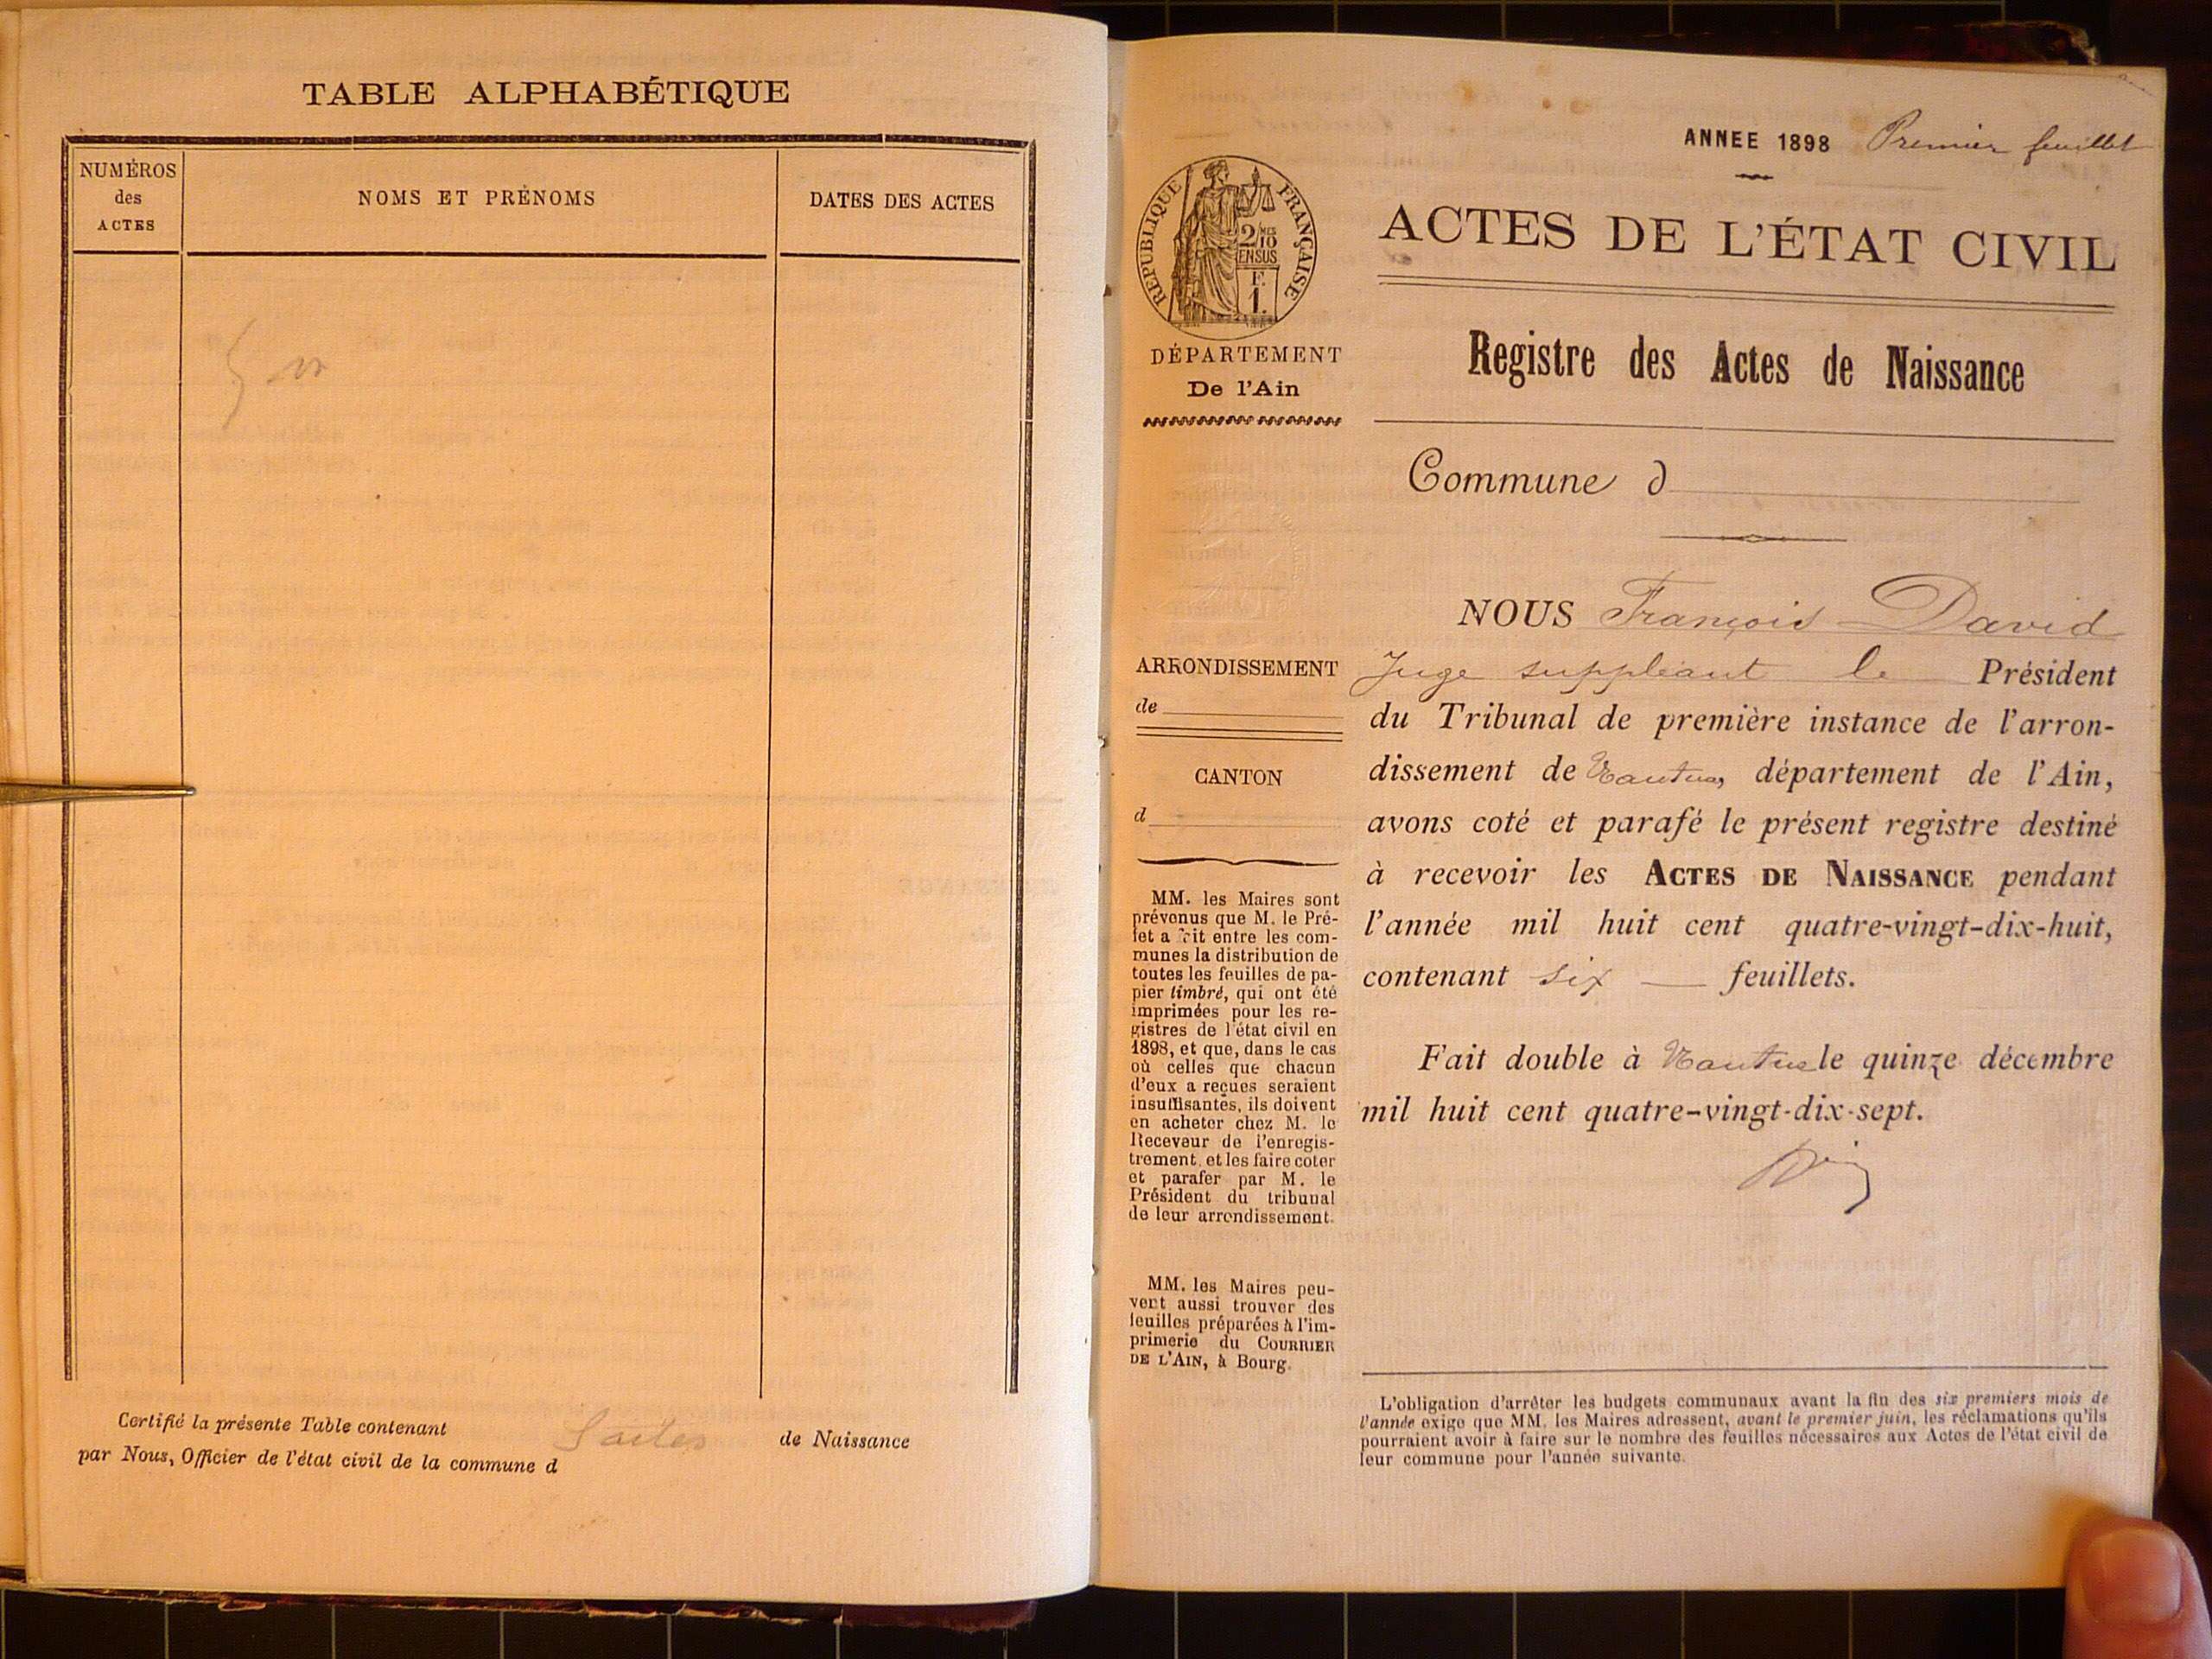 TABLE ALPHABÉTIQUE
NUMÉROS
des
ACTES
NOMS ET PRÉNOMS
DATES DES ACTES
Certifié la présente Table contenant
de Naissance
par Nous, Officier de l'état civil de la commune d
ANNEE 1898 Premier feuillet
RÉPUBLIQUE FRANÇAISE
2/10 MES
EN SUS
F.
1.
ACTES DE L'ÉTAT CIVIL
DÉPARTEMENT
De l'Ain
Registre des Actes de Naissance
Commune d
ARRONDISSEMENT
de
CANTON
d
MM. les Maires sont
prévenus que M. le Pré-
fet a fait entre les com-
munes la distribution de
toutes les feuilles de pa-
pier timbré, qui ont été
imprimées pour les re-
gistres de l'état civil en
1898, et que, dans le cas
où celles que chacun
d'eux a reçues seraient
insuffisantes, ils doivent
en acheter chez M. le
Receveur de l'enregis-
trement, et les faire coter
et parafer par M. le
Président du tribunal
de leur arrondissement.
MM. les Maires peu-
vent aussi trouver des
feuilles préparées à l'im-
primerie du COURRIER
DE L'AIN, à Bourg.
NOUS François David
Juge suppléant le Président
du Tribunal de première instance de l'arron-
dissement de Nantua, département de l'Ain,
avons coté et parafé le présent registre destiné
à recevoir les ACTES DE NAISSANCE pendant
l'année mil huit cent quatre-vingt-dix-huit,
contenant six — feuillets.
Fait double à Nantua le quinze décembre
mil huit cent quatre-vingt-dix-sept.
L'obligation d'arrêter les budgets communaux avant la fin des six premiers mois de
l'année exige que MM. les Maires adressent, avant le premier juin, les réclamations qu'ils
pourraient avoir à faire sur le nombre des feuilles nécessaires aux Actes de l'état civil de
leur commune pour l'année suivante.